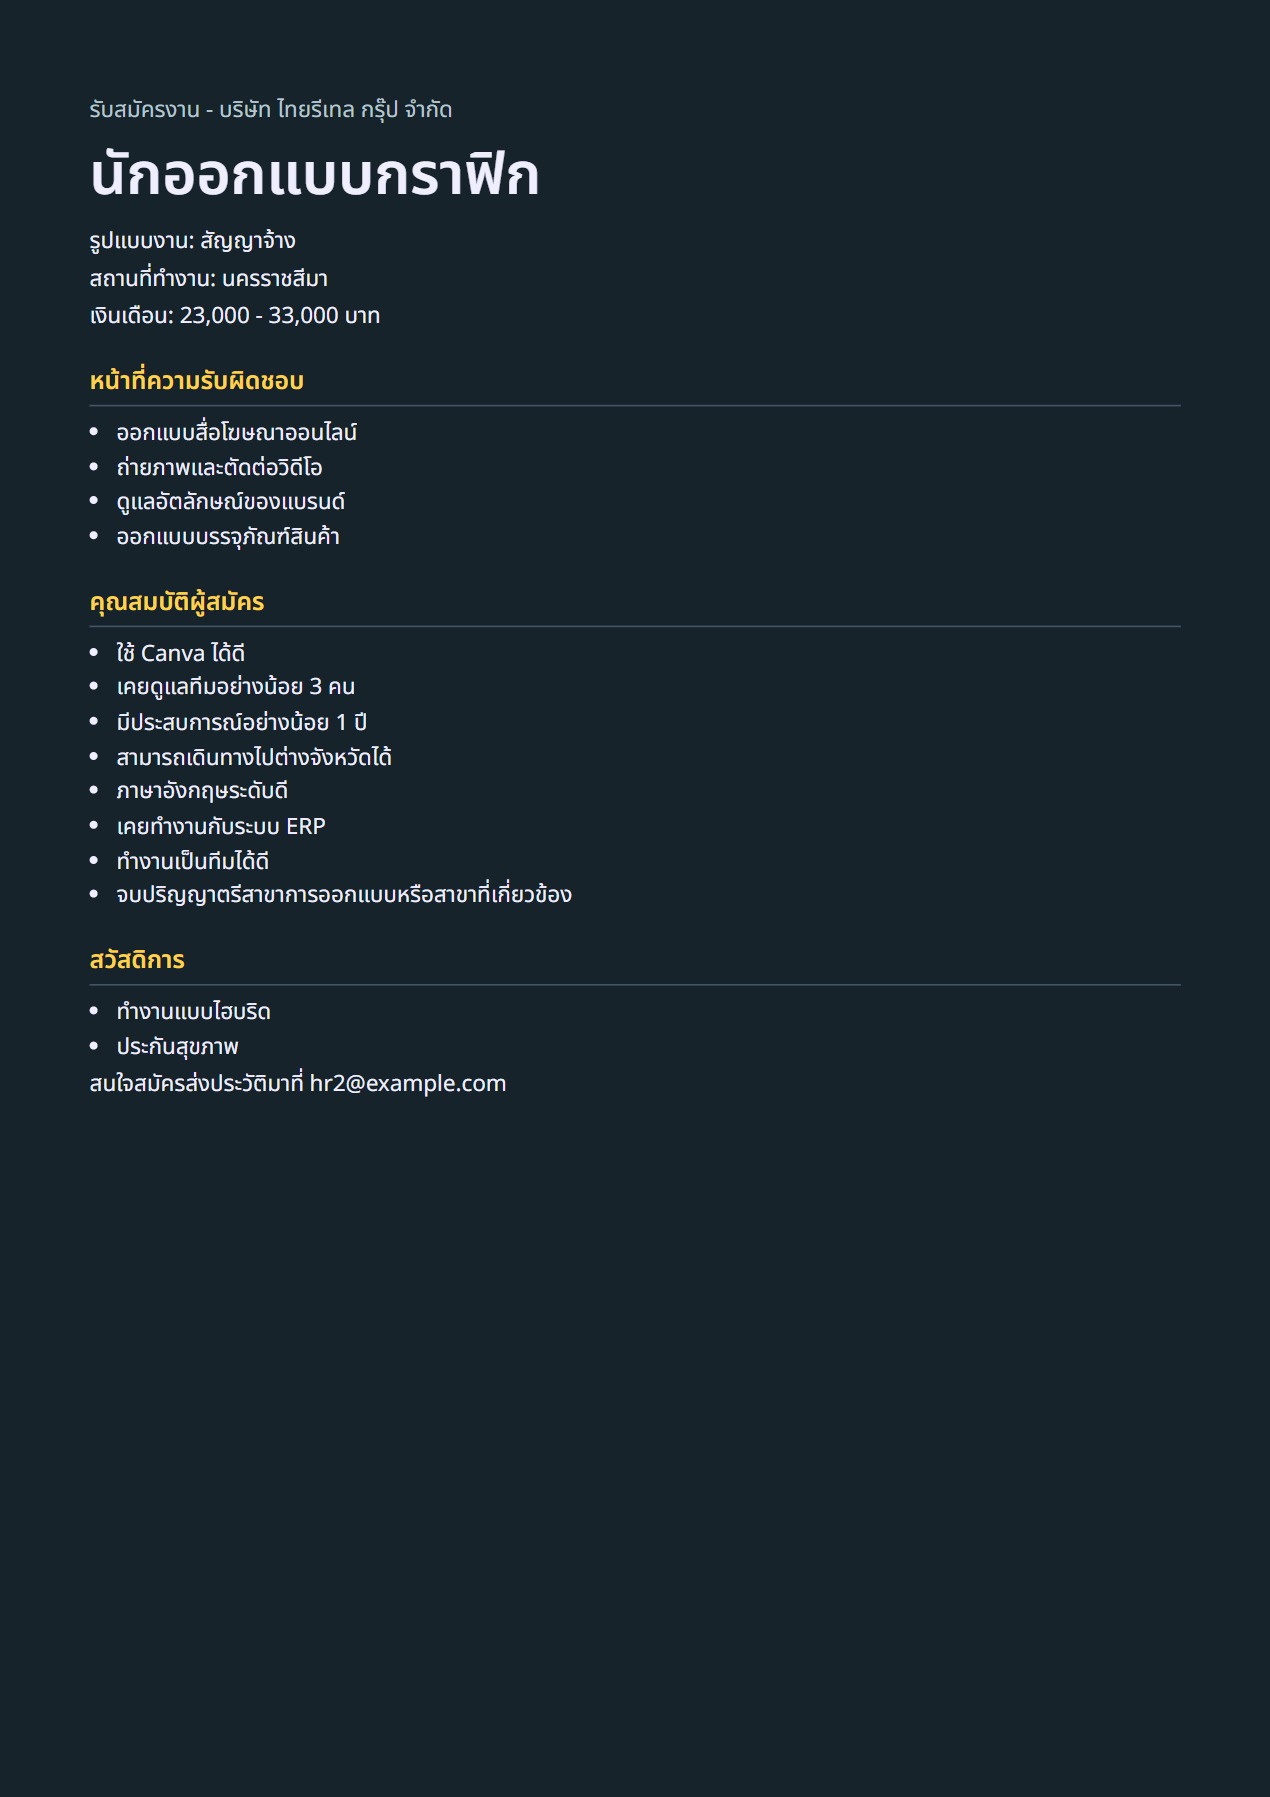 รับสมัครงาน - บริษัท ไทยรีเทล กรุ๊ป จำกัด
นักออกแบบกราฟิก
รูปแบบงาน: สัญญาจ้าง
สถานที่ทำงาน: นครราชสีมา
เงินเดือน: 23,000 - 33,000 บาท
หน้าที่ความรับผิดชอบ
• ออกแบบสื่อโฆษณาออนไลน์
• ถ่ายภาพและตัดต่อวิดีโอ
• ดูแลอัตลักษณ์ของแบรนด์
• ออกแบบบรรจุภัณฑ์สินค้า
คุณสมบัติผู้สมัคร
• ใช้ Canva ได้ดี
• เคยดูแลทีมอย่างน้อย 3 คน
• มีประสบการณ์อย่างน้อย 1 ปี
• สามารถเดินทางไปต่างจังหวัดได้
• ภาษาอังกฤษระดับดี
• เคยทำงานกับระบบ ERP
• ทำงานเป็นทีมได้ดี
• จบปริญญาตรีสาขาการออกแบบหรือสาขาที่เกี่ยวข้อง
สวัสดิการ
• ทำงานแบบไฮบริด
• ประกันสุขภาพ
สนใจสมัครส่งประวัติมาที่ hr2@example.com